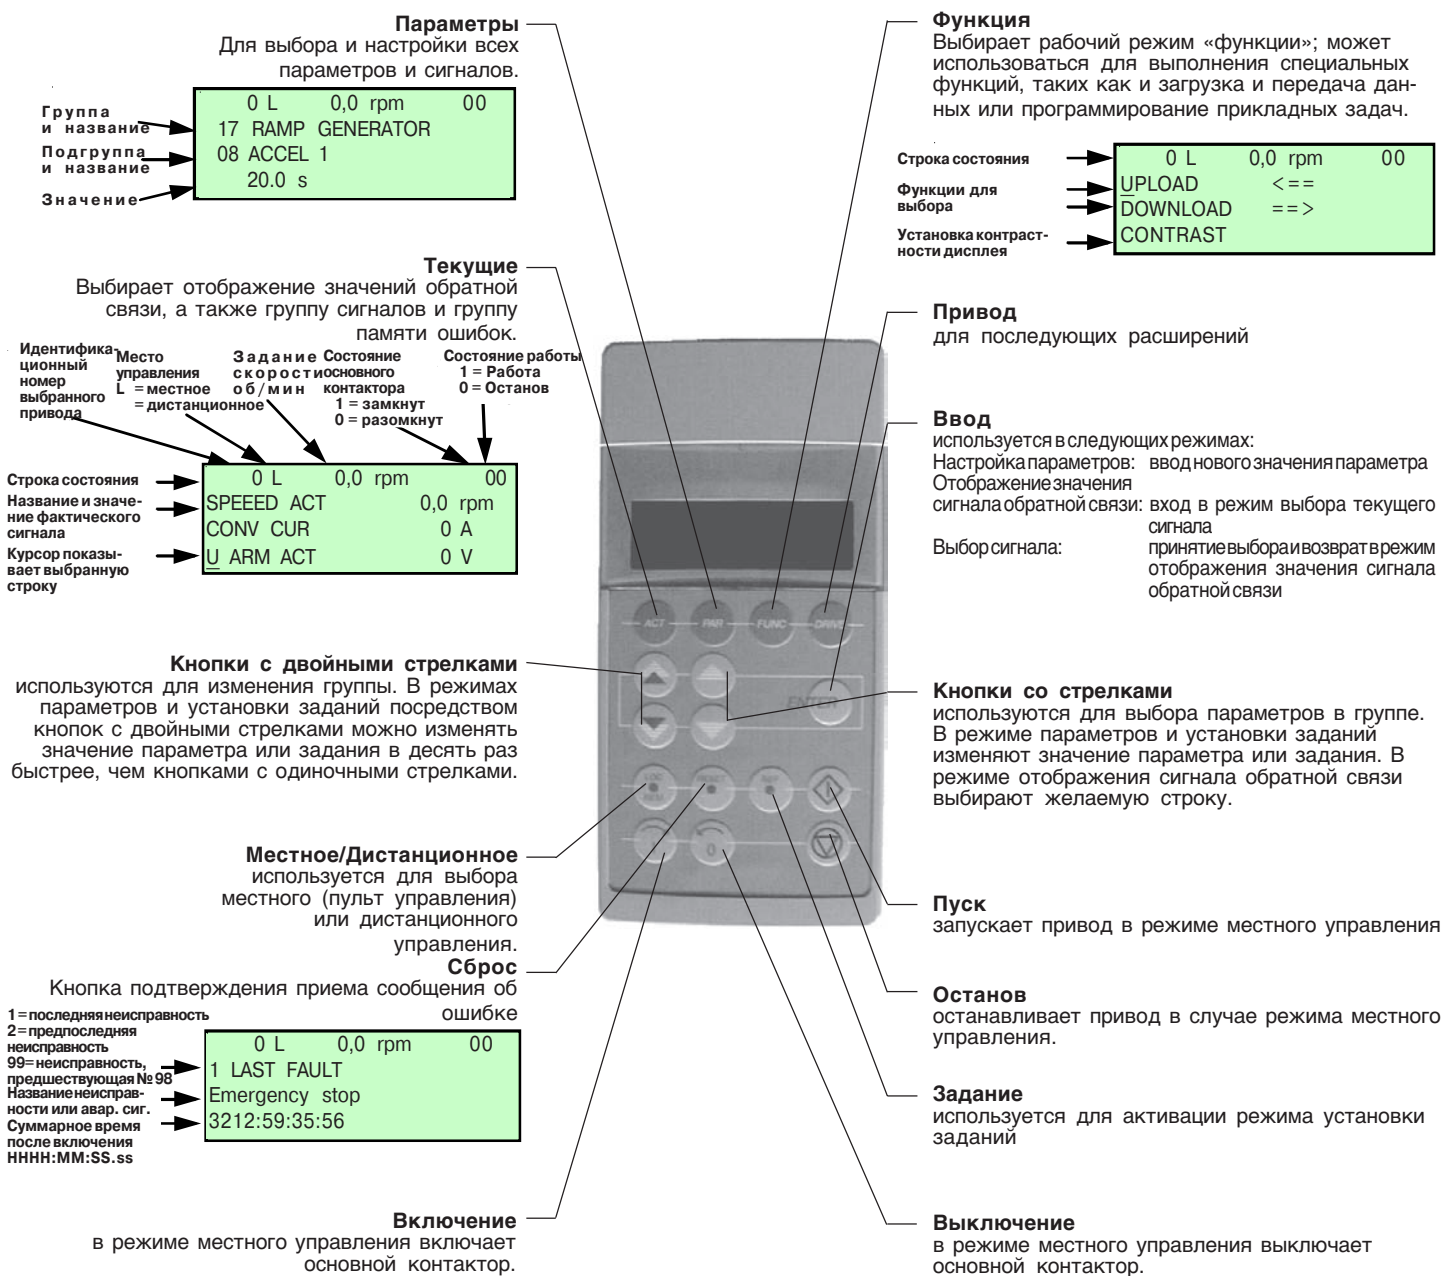 Параметры
Для выбора и настройки всех
параметров и сигналов.
Группа
и название
Подгруппа
и название
Значение
0 L 0,0 rpm 00
17 RAMP GENERATOR
08 ACCEL 1
20.0 s
Текущие
Выбирает отображение значений обратной
связи, а также группу сигналов и группу
памяти ошибок.
Идентифика-
ционный
номер
выбранного
привода
Место
управления
L = местное
= дистанционное
Задание
скорости
об/мин
Состояние
основного
контактора
1 = замкнут
0 = разомкнут
Состояние работы
1 = Работа
0 = Останов
Строка состояния
Название и значе-
ние фактического
сигнала
Курсор показы-
вает выбранную
строку
0 L 0,0 rpm 00
SPEEED ACT 0,0 rpm
CONV CUR 0 A
U ARM ACT 0 V
Кнопки с двойными стрелками
используются для изменения группы. В режимах
параметров и установки заданий посредством
кнопок с двойными стрелками можно изменять
значение параметра или задания в десять раз
быстрее, чем кнопками с одиночными стрелками.
Местное/Дистанционное
используется для выбора
местного (пульт управления)
или дистанционного
управления.
Сброс
Кнопка подтверждения приема сообщения об
ошибке
1=последняя неисправность
2=предпоследняя
неисправность
99=неисправность,
предшествующая № 98
Название неисправ-
ности или авар. сиг.
Суммарное время
после включения
HHHH:MM:SS.ss
0 L 0,0 rpm 00
1 LAST FAULT
Emergency stop
3212:59:35:56
Включение
в режиме местного управления включает
основной контактор.
ACT PAR FUNC DRIVE
ENTER
LOC
REM
RESET
REF
I
0
Функция
Выбирает рабочий режим «функции»; может
использоваться для выполнения специальных
функций, таких как и загрузка и передача дан-
ных или программирование прикладных задач.
Строка состояния
Функции для
выбора
Установка контраст-
ности дисплея
0 L 0,0 rpm 00
UPLOAD <==
DOWNLOAD ==>
CONTRAST
Привод
для последующих расширений
Ввод
используется в следующих режимах:
Настройка параметров: ввод нового значения параметра
Отображение значения
сигнала обратной связи: вход в режим выбора текущего
сигнала
Выбор сигнала: принятие выбора и возврат в режим
отображения значения сигнала
обратной связи
Кнопки со стрелками
используются для выбора параметров в группе.
В режиме параметров и установки заданий
изменяют значение параметра или задания. В
режиме отображения сигнала обратной связи
выбирают желаемую строку.
Пуск
запускает привод в режиме местного управления
Останов
останавливает привод в случае режима местного
управления.
Задание
используется для активации режима установки
заданий
Выключение
в режиме местного управления выключает
основной контактор.